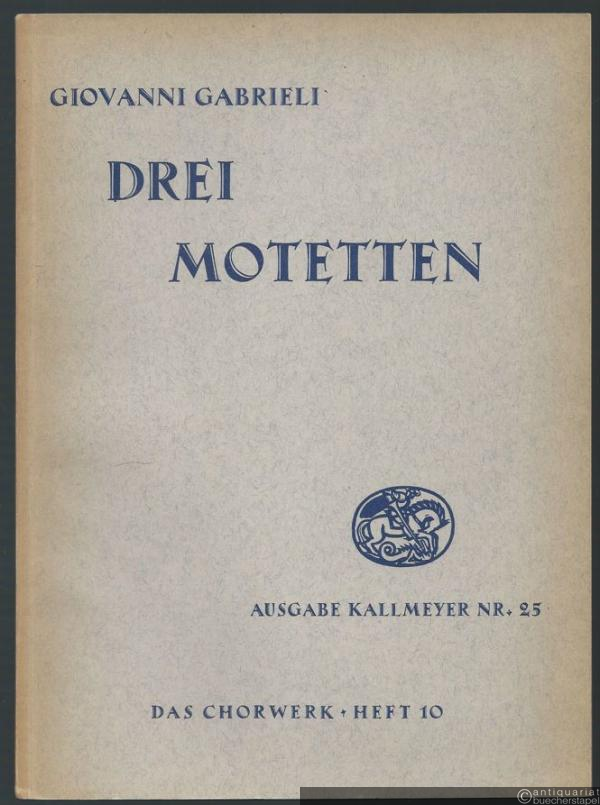 GIOVANNI GABRIELI
DREI
MOTETTEN
AUSGABE KALLMEYER NR. 25
DAS CHORWERK · HEFT 10
©antiquariat
buecherstapel